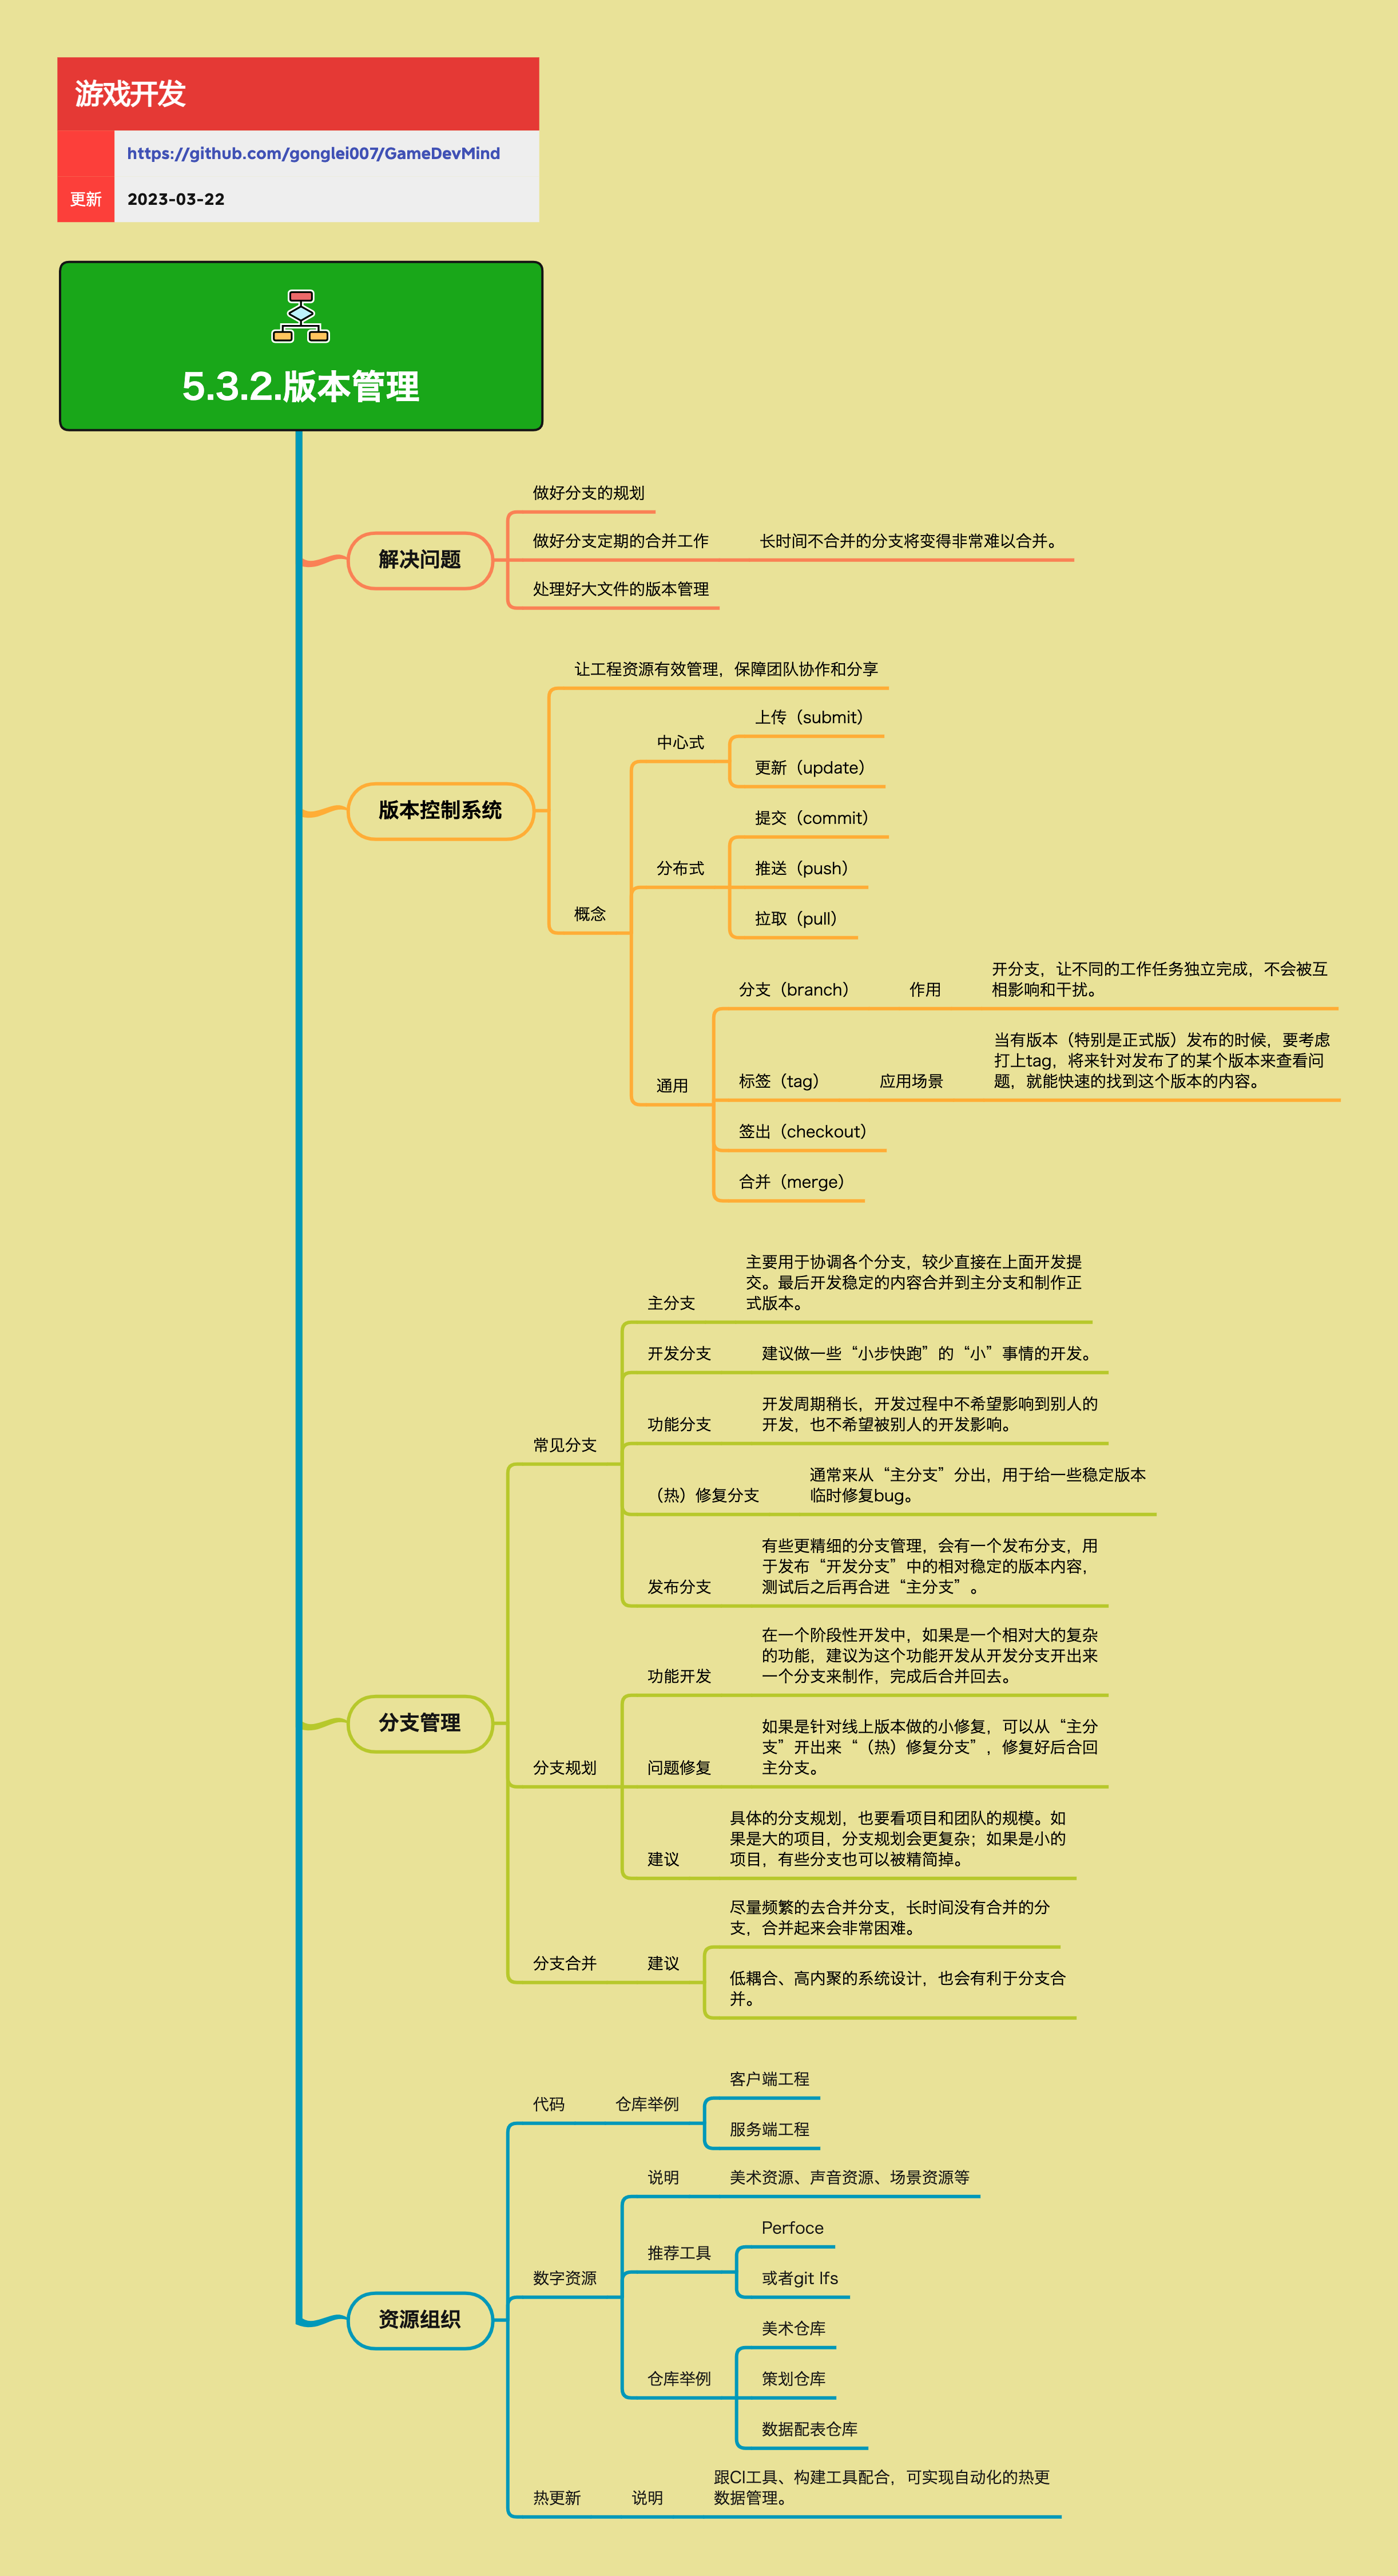 游戏开发
https://github.com/gonglei007/GameDevMind
更新
2023-03-22
5.3.2.版本管理
解决问题
做好分支的规划
做好分支定期的合并工作
长时间不合并的分支将变得非常难以合并。
处理好大文件的版本管理
版本控制系统
让工程资源有效管理，保障团队协作和分享
概念
中心式
上传（submit）
更新（update）
分布式
提交（commit）
推送（push）
拉取（pull）
通用
分支（branch）
作用
开分支，让不同的工作任务独立完成，不会被互
相影响和干扰。
标签（tag）
应用场景
当有版本（特别是正式版）发布的时候，要考虑
打上tag，将来针对发布了的某个版本来查看问
题，就能快速的找到这个版本的内容。
签出（checkout）
合并（merge）
分支管理
常见分支
主分支
主要用于协调各个分支，较少直接在上面开发提
交。最后开发稳定的内容合并到主分支和制作正
式版本。
开发分支
建议做一些“小步快跑”的“小”事情的开发。
功能分支
开发周期稍长，开发过程中不希望影响到别人的
开发，也不希望被别人的开发影响。
（热）修复分支
通常来从“主分支”分出，用于给一些稳定版本
临时修复bug。
发布分支
有些更精细的分支管理，会有一个发布分支，用
于发布“开发分支”中的相对稳定的版本内容，
测试后之后再合进“主分支”。
分支规划
功能开发
在一个阶段性开发中，如果是一个相对大的复杂
的功能，建议为这个功能开发从开发分支开出来
一个分支来制作，完成后合并回去。
问题修复
如果是针对线上版本做的小修复，可以从“主分
支”开出来“（热）修复分支”，修复好后合回
主分支。
建议
具体的分支规划，也要看项目和团队的规模。如
果是大的项目，分支规划会更复杂；如果是小的
项目，有些分支也可以被精简掉。
分支合并
建议
尽量频繁的去合并分支，长时间没有合并的分
支，合并起来会非常困难。
低耦合、高内聚的系统设计，也会有利于分支合
并。
资源组织
代码
仓库举例
客户端工程
服务端工程
数字资源
说明
美术资源、声音资源、场景资源等
推荐工具
Perfoce
或者git lfs
仓库举例
美术仓库
策划仓库
数据配表仓库
热更新
说明
跟CI工具、构建工具配合，可实现自动化的热更
数据管理。